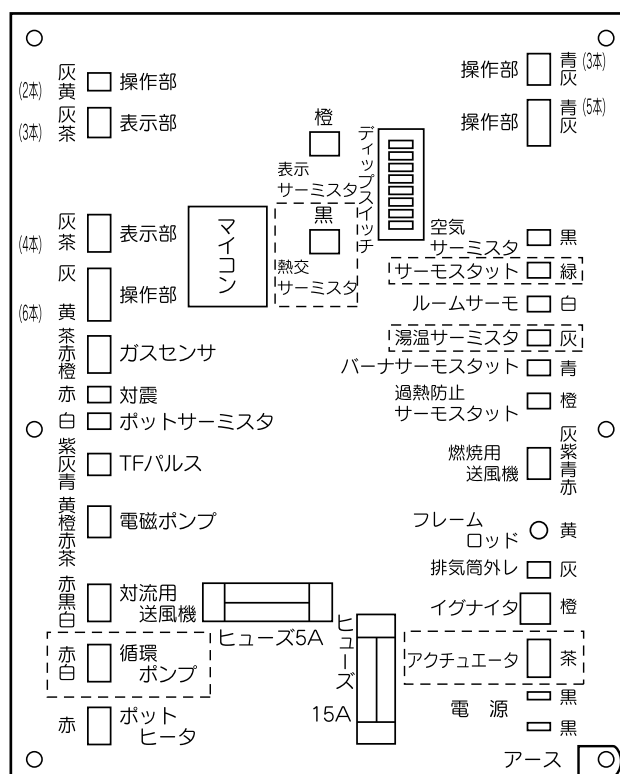 灰黄
(2本)
操作部
灰茶
(3本)
表示部
灰茶
(4本)
表示部
灰
黄
(6本)
操作部
茶赤橙
ガスセンサ
赤
対震
白
ポットサーミスタ
紫灰青
TFパルス
黄橙赤茶
電磁ポンプ
赤黒白
対流用
送風機
赤白
循環
ポンプ
赤
ポット
ヒータ
橙
表示
サーミスタ
黒
熱交
サーミスタ
マイコン
ディップスイッチ
ヒューズ5A
ヒューズ
15A
操作部
青灰
(3本)
操作部
青灰
(5本)
空気
サーミスタ
黒
サーモスタット
緑
ルームサーモ
白
湯温サーミスタ
灰
バーナサーモスタット
青
過熱防止
サーモスタット
橙
燃焼用
送風機
灰紫青赤
フレーム
ロッド
黄
排気筒外レ
灰
イグナイタ
橙
アクチュエータ
茶
電 源
黒
黒
アース